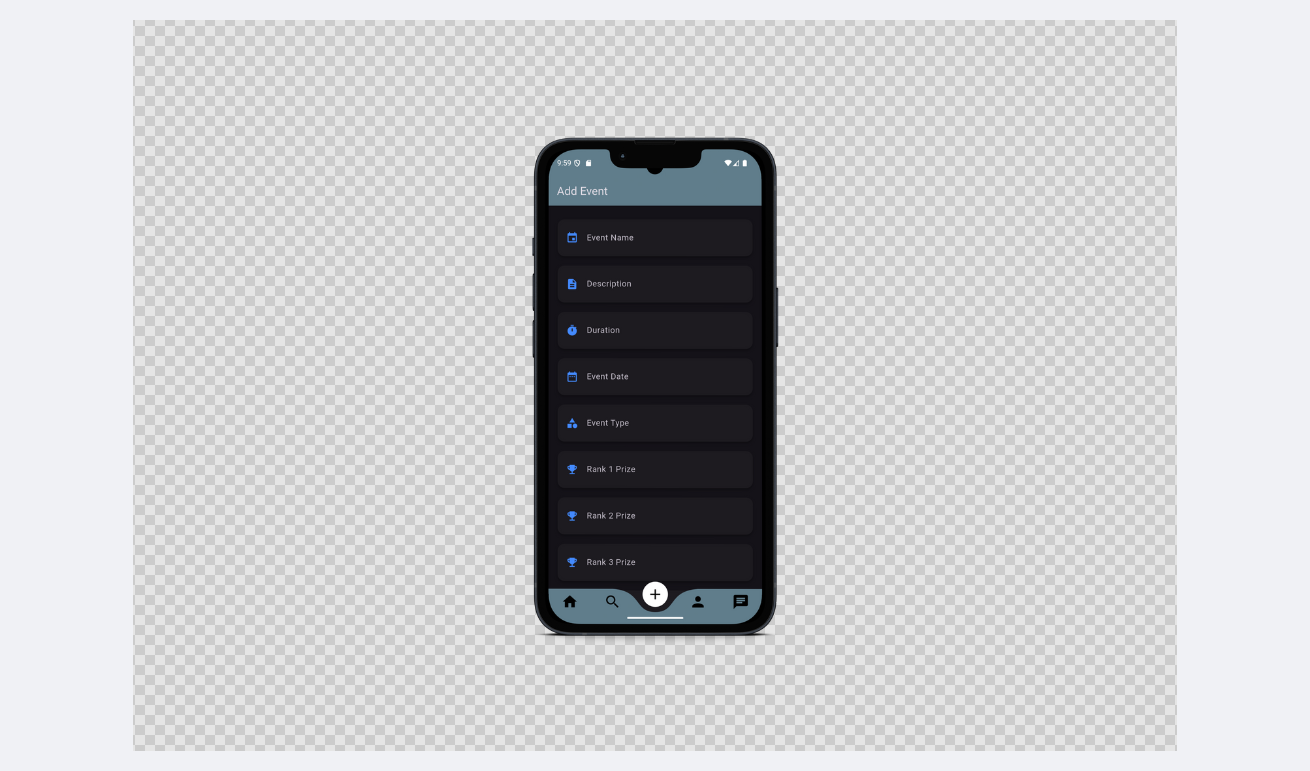 9:59
Add Event
Event Name
Description
Duration
Event Date
Event Type
Rank 1 Prize
Rank 2 Prize
Rank 3 Prize